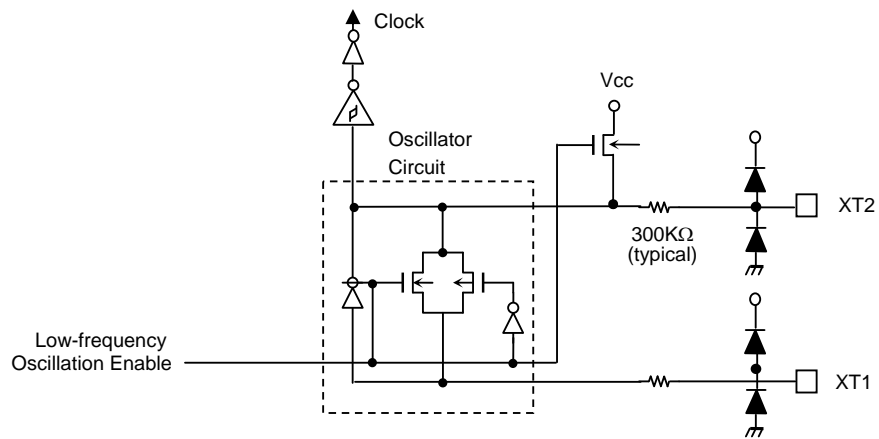 Clock
Vcc
Oscillator
Circuit
XT2
300KΩ
(typical)
Low-frequency
Oscillation Enable
XT1